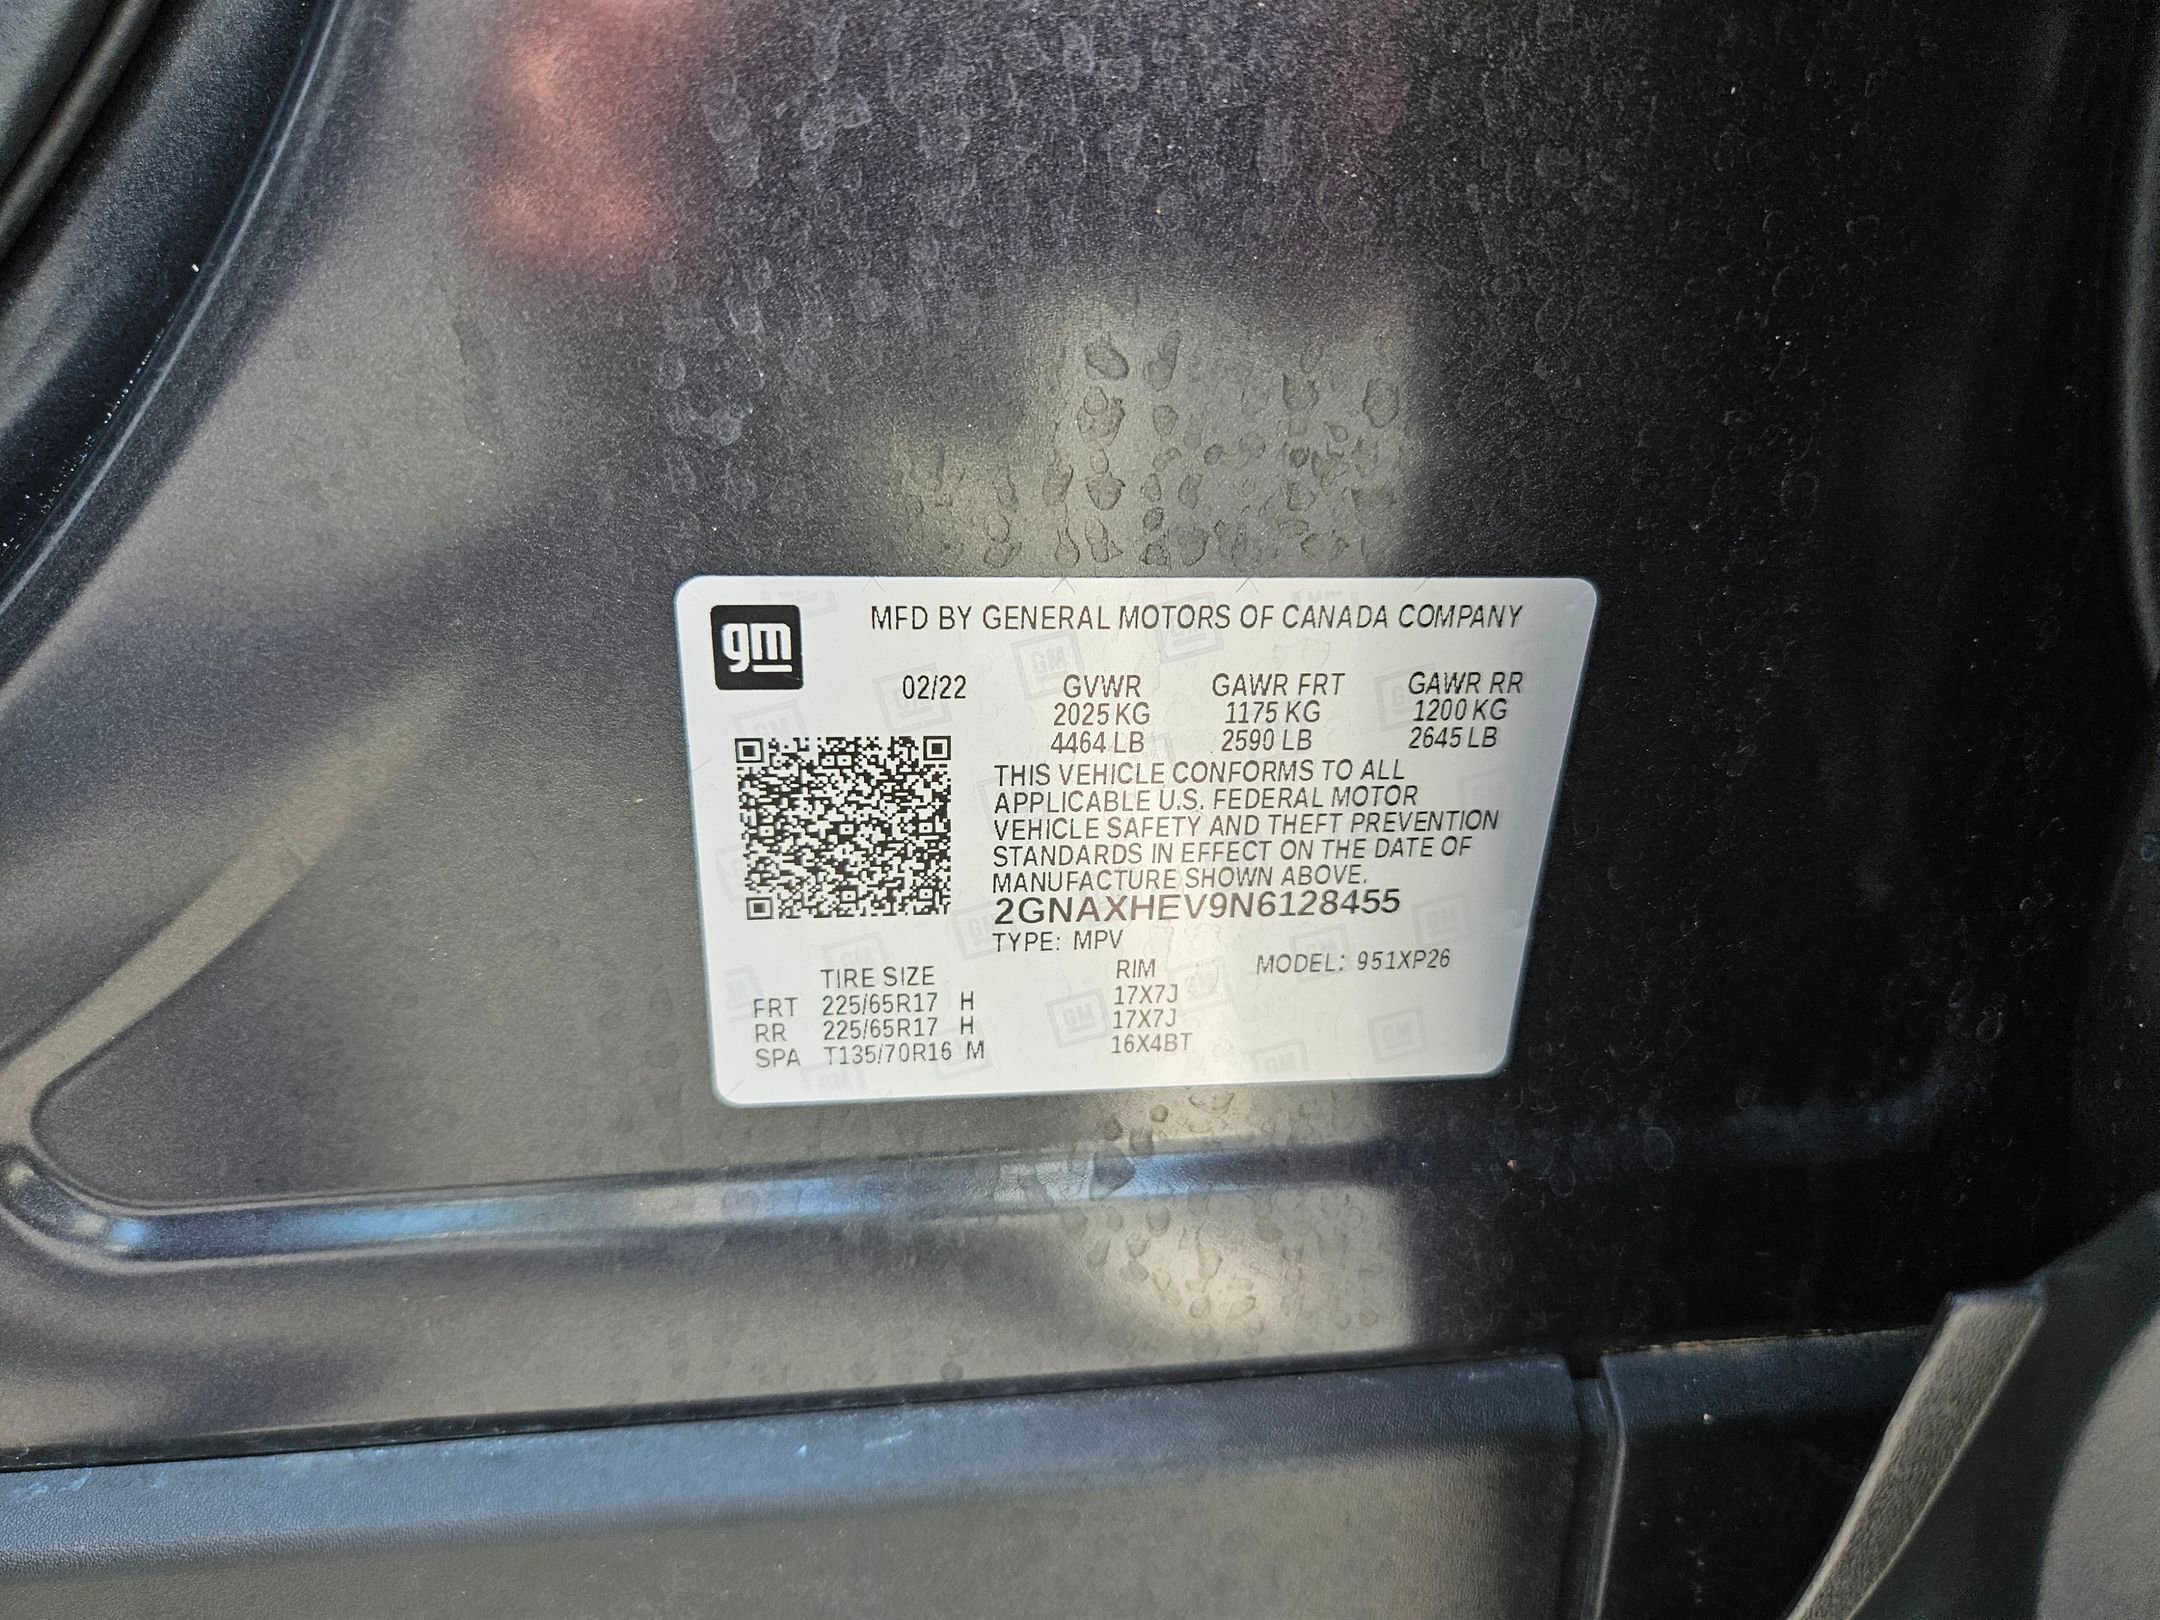 gm
MFD BY GENERAL MOTORS OF CANADA COMPANY
02/22 GVWR GAWR FRT GAWR RR
2025 KG 1175 KG 1200 KG
4464 LB 2590 LB 2645 LB
THIS VEHICLE CONFORMS TO ALL
APPLICABLE U.S. FEDERAL MOTOR
VEHICLE SAFETY AND THEFT PREVENTION
STANDARDS IN EFFECT ON THE DATE OF
MANUFACTURE SHOWN ABOVE.
2GNAXHEV9N6128455
TYPE: MPV
TIRE SIZE RIM MODEL: 951XP26
FRT 225/65R17 H 17X7J
RR 225/65R17 H 17X7J
SPA T135/70R16 M 16X4BT